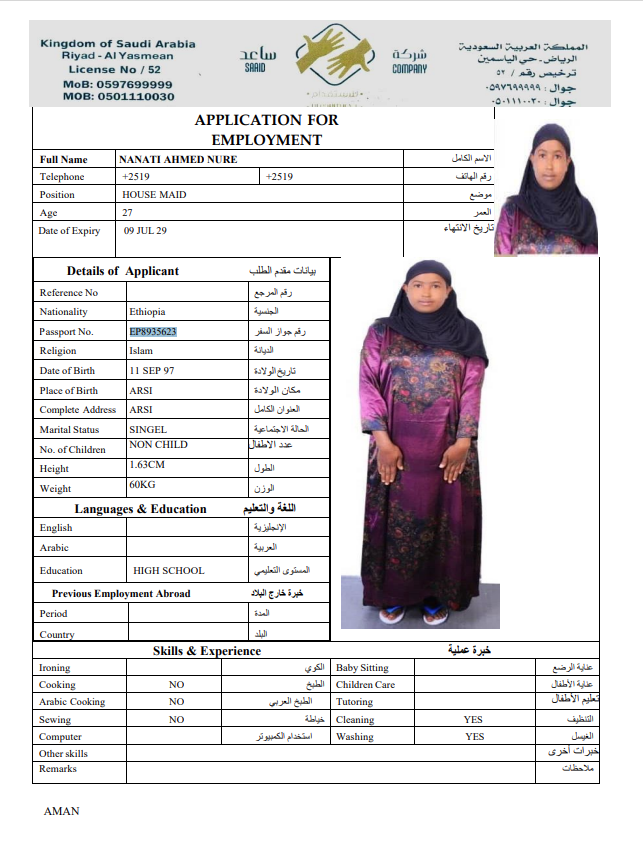 Kingdom of Saudi Arabia
Riyad - Al Yasmean
License No / 52
MoB: 0597699999
MOB: 0501110030
ساعد
SAAID
شركة
COMPANY
المملكة العربية السعودية
الرياض - حي الياسمين
ترخيص رقم / ٥٢
جوال : ٠٥٩٧٦٩٩٩٩٩
جوال : ٠٥٠١١١٠٠٣٠
APPLICATION FOR
EMPLOYMENT
Full Name NANATI AHMED NURE الاسم الكامل
Telephone +2519 +2519 رقم الهاتف
Position HOUSE MAID موضع
Age 27 العمر
Date of Expiry 09 JUL 29 تاريخ الانتهاء
Details of Applicant بيانات مقدم الطلب
Reference No رقم المرجع
Nationality Ethiopia الجنسية
Passport No. EP8935623 رقم جواز السفر
Religion Islam الديانة
Date of Birth 11 SEP 97 تاريخ الولادة
Place of Birth ARSI مكان الولادة
Complete Address ARSI العنوان الكامل
Marital Status SINGEL الحالة الاجتماعية
No. of Children NON CHILD عدد الاطفال
Height 1.63CM الطول
Weight 60KG الوزن
Languages & Education اللغة والتعليم
English الإنجليزية
Arabic العربية
Education HIGH SCHOOL المستوى التعليمي
Previous Employment Abroad خبرة خارج البلاد
Period المدة
Country البلد
Skills & Experience خبرة عملية
Ironing الكوي Baby Sitting عناية الرضع
Cooking NO الطبخ Children Care عناية الأطفال
Arabic Cooking NO الطبخ العربي Tutoring تعليم الأطفال
Sewing NO خياطة Cleaning YES التنظيف
Computer استخدام الكمبيوتر Washing YES الغيسل
Other skills خبرات أخرى
Remarks ملاحظات
AMAN